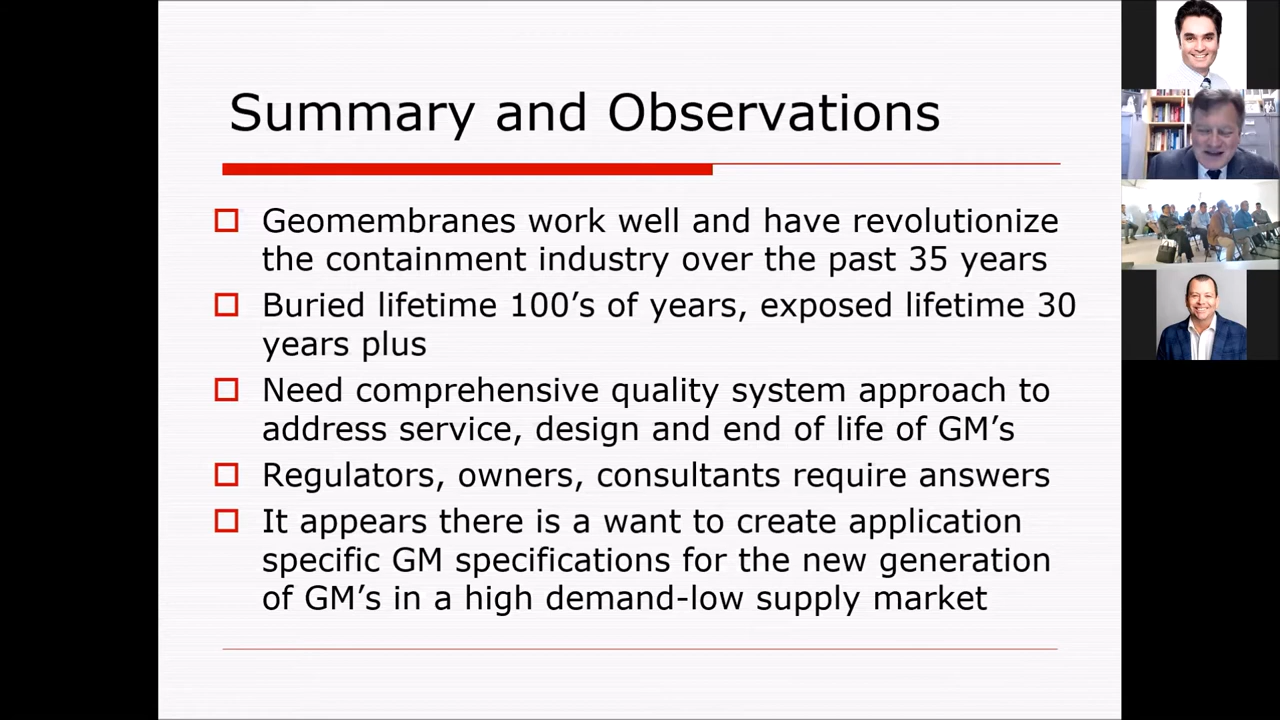 Summary and Observations
Geomembranes work well and have revolutionize
the containment industry over the past 35 years
Buried lifetime 100’s of years, exposed lifetime 30
years plus
Need comprehensive quality system approach to
address service, design and end of life of GM’s
Regulators, owners, consultants require answers
It appears there is a want to create application
specific GM specifications for the new generation
of GM’s in a high demand-low supply market